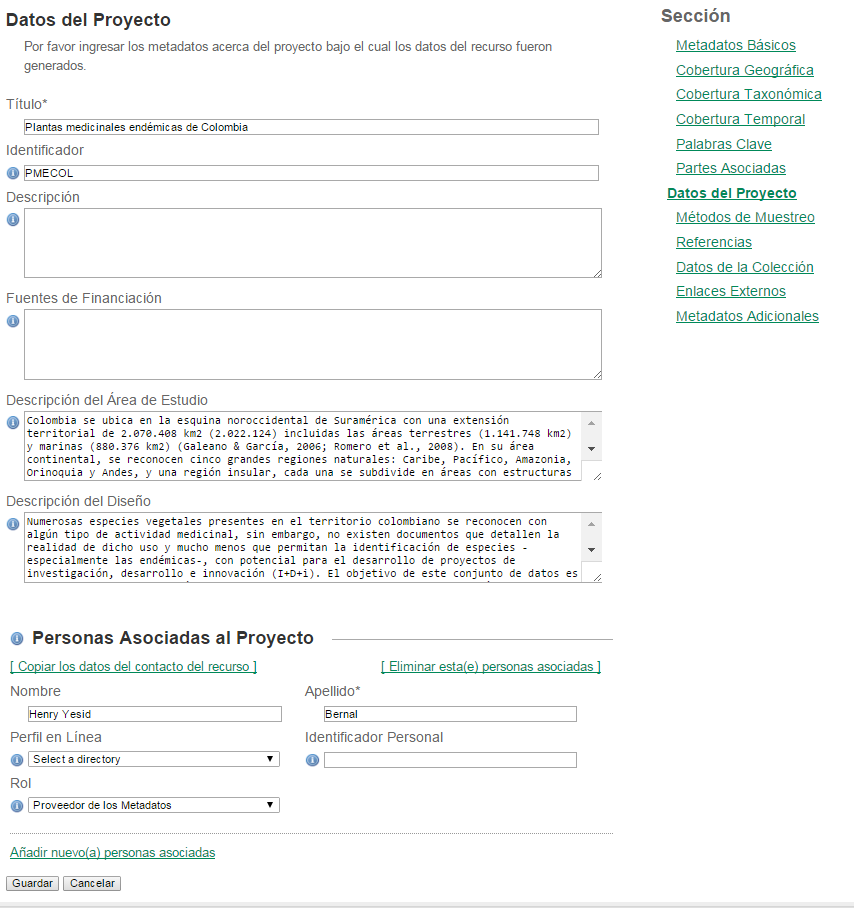 Datos del Proyecto
Por favor ingresar los metadatos acerca del proyecto bajo el cual los datos del recurso fueron
generados.
Título*
Plantas medicinales endémicas de Colombia
Identificador
PMECOL
Descripción
Fuentes de Financiación
Descripción del Área de Estudio
Colombia se ubica en la esquina noroccidental de Suramérica con una extensión
territorial de 2.070.408 km2 (2.022.124) incluidas las áreas terrestres (1.141.748 km2)
y marinas (880.376 km2) (Galeano & García, 2006; Romero et al., 2008). En su área
continental, se reconocen cinco grandes regiones naturales: Caribe, Pacífico, Amazonia,
Orinoquia y Andes, y una región insular, cada una se subdivide en áreas con estructuras
Descripción del Diseño
Numerosas especies vegetales presentes en el territorio colombiano se reconocen con
algún tipo de actividad medicinal, sin embargo, no existen documentos que detallen la
realidad de dicho uso y mucho menos que permitan la identificación de especies -
especialmente las endémicas-, con potencial para el desarrollo de proyectos de
investigación, desarrollo e innovación (I+D+i). El objetivo de este conjunto de datos es
Personas Asociadas al Proyecto
[ Copiar los datos del contacto del recurso ]
[ Eliminar esta(e) personas asociadas ]
Nombre
Apellido*
Henry Yesid
Bernal
Perfil en Línea
Identificador Personal
Select a directory
Rol
Proveedor de los Metadatos
Añadir nuevo(a) personas asociadas
Guardar
Cancelar
Sección
Metadatos Básicos
Cobertura Geográfica
Cobertura Taxonómica
Cobertura Temporal
Palabras Clave
Partes Asociadas
Datos del Proyecto
Métodos de Muestreo
Referencias
Datos de la Colección
Enlaces Externos
Metadatos Adicionales